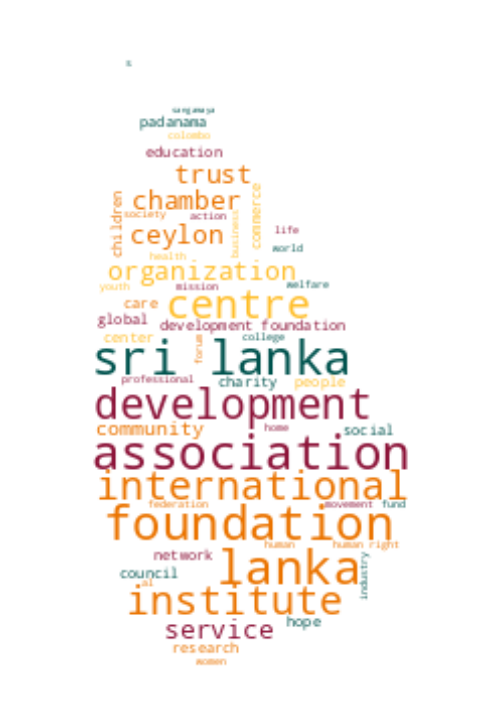 s
sangamaya
padanama
colombo
education
trust
children
chamber
commerce
society
action
business
ceylon
life
world
health
organization
youth
mission
welfare
care
centre
global
development foundation
center
forum
college
sri lanka
professional
charity
people
development
community
home
social
association
international
federation
movement
fund
foundation
human
human right
network
lanka
industry
council
al
institute
hope
service
research
women